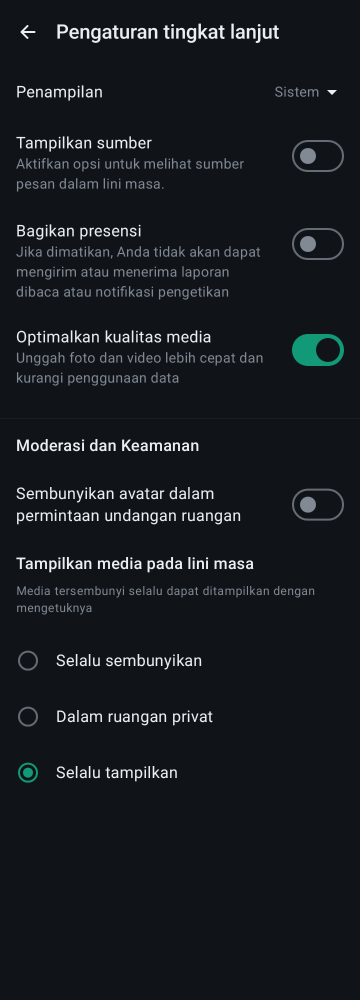 Pengaturan tingkat lanjut
Penampilan
Sistem
Tampilkan sumber
Aktifkan opsi untuk melihat sumber
pesan dalam lini masa.
Bagikan presensi
Jika dimatikan, Anda tidak akan dapat
mengirim atau menerima laporan
dibaca atau notifikasi pengetikan
Optimalkan kualitas media
Unggah foto dan video lebih cepat dan
kurangi penggunaan data
Moderasi dan Keamanan
Sembunyikan avatar dalam
permintaan undangan ruangan
Tampilkan media pada lini masa
Media tersembunyi selalu dapat ditampilkan dengan
mengetuknya
Selalu sembunyikan
Dalam ruangan privat
Selalu tampilkan